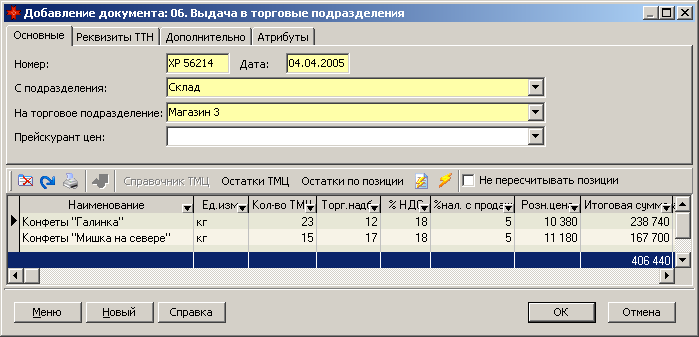 Добавление документа: 06. Выдача в торговые подразделения
Основные Реквизиты ТТН Дополнительно Атрибуты
Номер: ХР 56214 Дата: 04.04.2005
С подразделения: Склад
На торговое подразделение: Магазин 3
Прейскурант цен:
Справочник ТМЦ Остатки ТМЦ Остатки по позиции Не пересчитывать позиции
Наименование Ед.изм Кол-во ТМЦ Торг.надб % НДС %нал. с прода Розн.цен Итоговая сумма
Конфеты "Галинка" кг 23 12 18 5 10 380 238 740
Конфеты "Мишка на севере" кг 15 17 18 5 11 180 167 700
406 440
Меню Новый Справка ОК Отмена